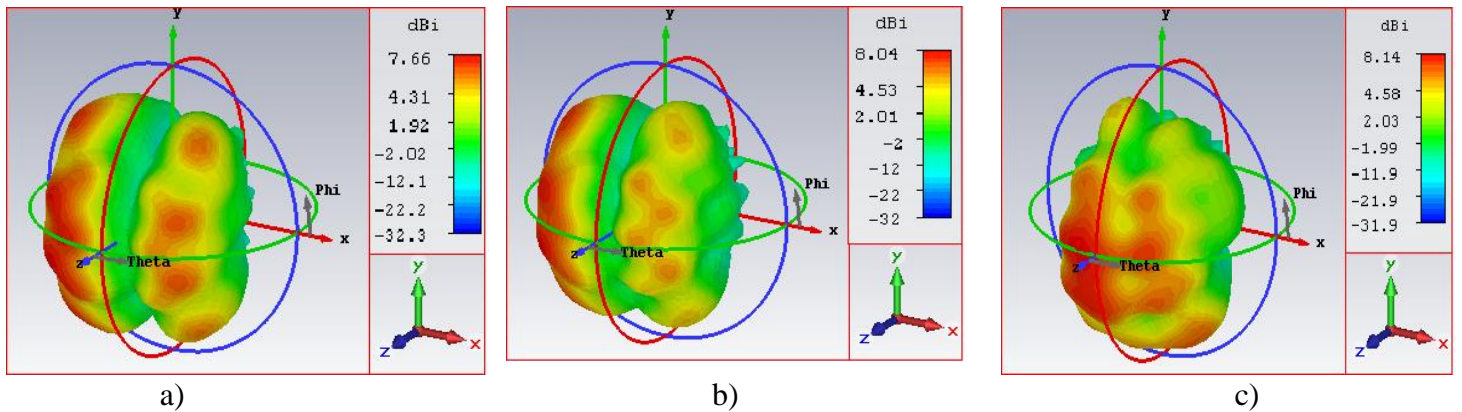 y
dBi
7.66
4.31
1.92
-2.02
-12.1
-22.2
-32.3
Phi
x
z
Theta
y
z
x
y
dBi
8.04
4.53
2.01
-2
-12
-22
-32
Phi
x
z
Theta
y
z
x
y
dBi
8.14
4.58
2.03
-1.99
-11.9
-21.9
-31.9
Phi
x
z
Theta
y
z
x
a)
b)
c)